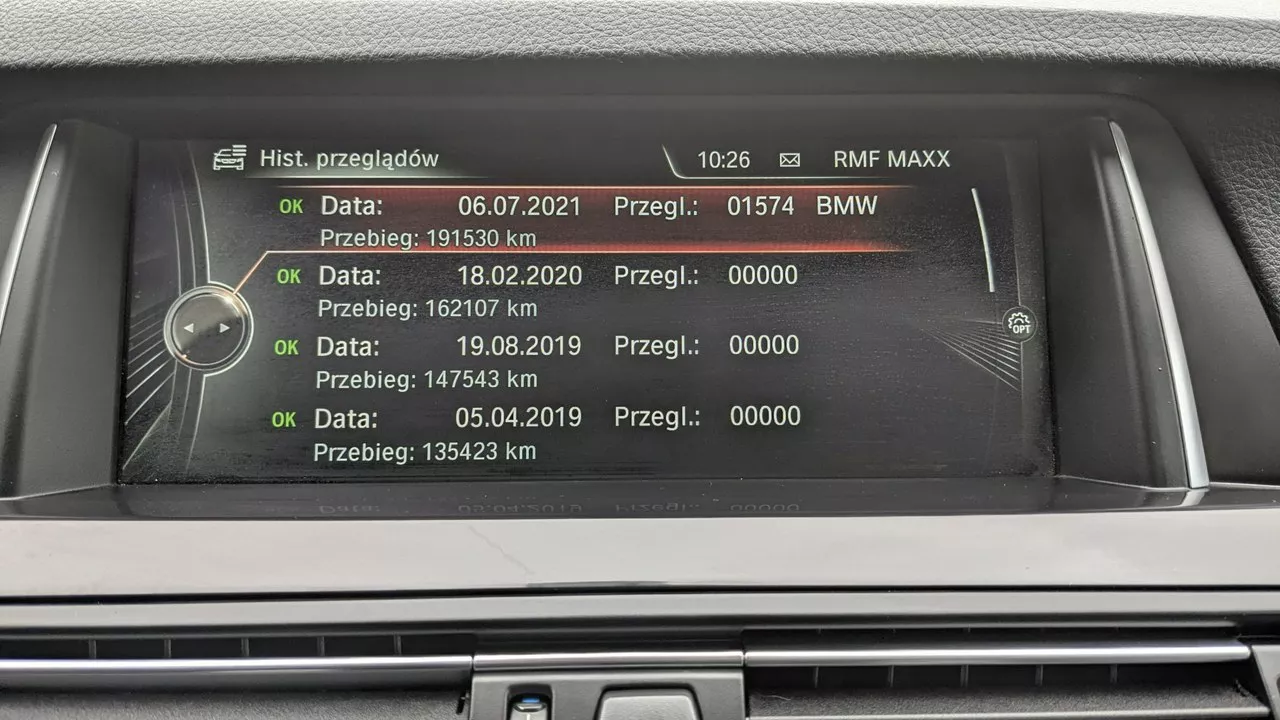 Hist. przeglądów 10:26 RMF MAXX
OK Data: 06.07.2021 Przegl.: 01574 BMW
Przebieg: 191530 km
OK Data: 18.02.2020 Przegl.: 00000
Przebieg: 162107 km
OK Data: 19.08.2019 Przegl.: 00000
Przebieg: 147543 km
OPT
OK Data: 05.04.2019 Przegl.: 00000
Przebieg: 135423 km